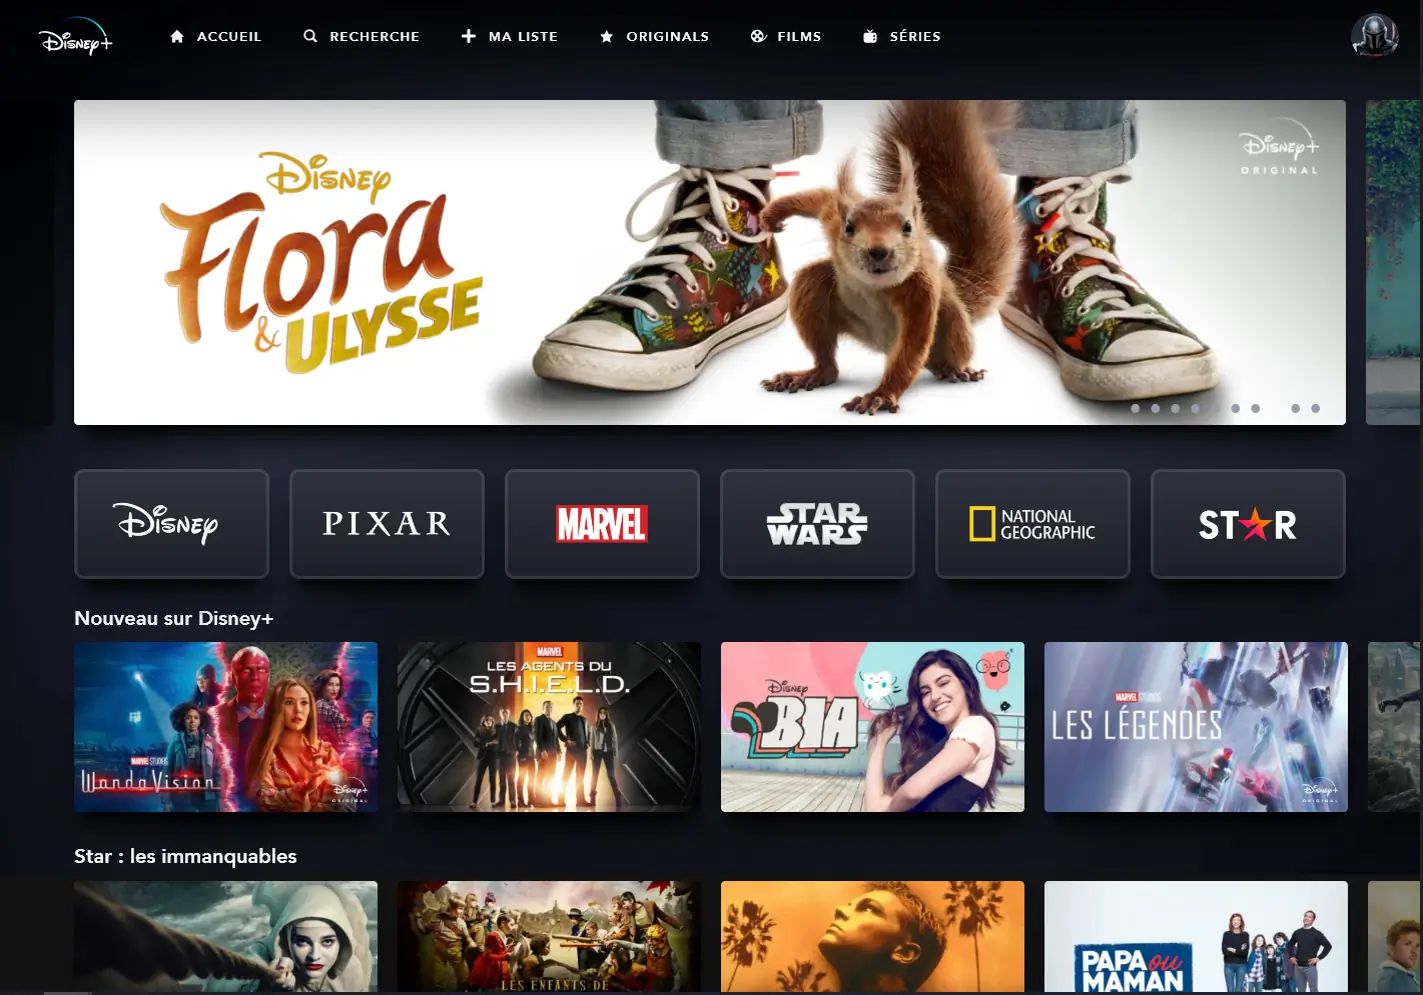 Disney+
ACCUEIL
RECHERCHE
MA LISTE
ORIGINALS
FILMS
SÉRIES
Disney
Flora
& ULYSSE
Disney+
ORIGINAL
Disney
PIXAR
MARVEL
STAR
WARS
NATIONAL
GEOGRAPHIC
STAR
Nouveau sur Disney+
MARVEL STUDIOS
WandaVision
Disney+
ORIGINAL
MARVEL
LES AGENTS DU
S.H.I.E.L.D.
Disney
BIA
MARVEL STUDIOS
LES LÉGENDES
Disney+
ORIGINAL
Star : les immanquables
LES ENFANTS DE
PAPA ou
MAMAN